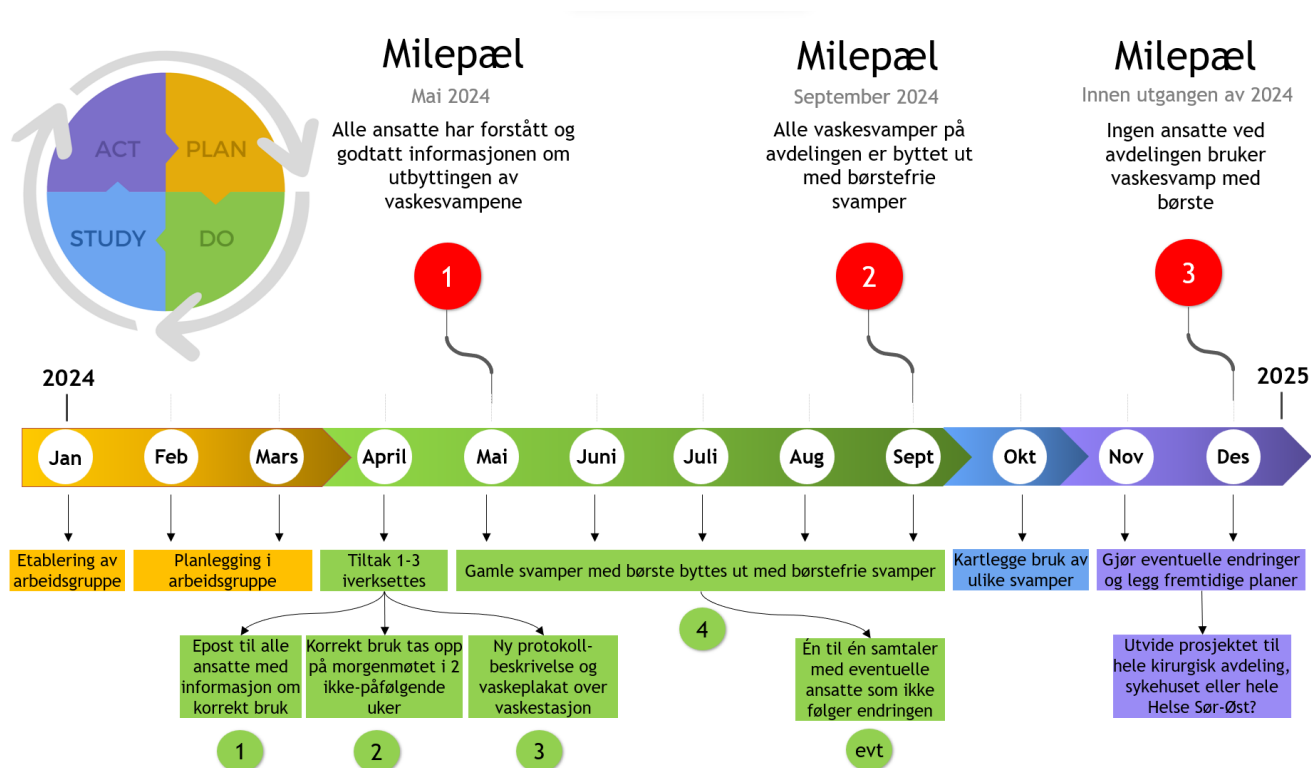 ACT
PLAN
STUDY
DO
Milepæl
Mai 2024
Alle ansatte har forstått og
godtatt informasjonen om
utbyttingen av
vaskesvampene
1
Milepæl
September 2024
Alle vaskesvamper på
avdelingen er byttet ut
med børstefrie
svamper
2
Milepæl
Innen utgangen av 2024
Ingen ansatte ved
avdelingen bruker
vaskesvamp med
børste
3
2024
2025
Jan
Feb
Mars
April
Mai
Juni
Juli
Aug
Sept
Okt
Nov
Des
Etablering av
arbeidsgruppe
Planlegging i
arbeidsgruppe
Tiltak 1-3
iverksettes
Gamle svamper med børste byttes ut med børstefrie svamper
Kartlegge bruk av
ulike svamper
Gjør eventuelle endringer
og legg fremtidige planer
Epost til alle
ansatte med
informasjon om
korrekt bruk
1
Korrekt bruk tas opp
på morgenmøtet i 2
ikke-påfølgende
uker
2
Ny protokoll-
beskrivelse og
vaskeplakat over
vaskestasjon
3
4
Én til én samtaler
med eventuelle
ansatte som ikke
følger endringen
evt
Utvide prosjektet til
hele kirurgisk avdeling,
sykehuset eller hele
Helse Sør-Øst?